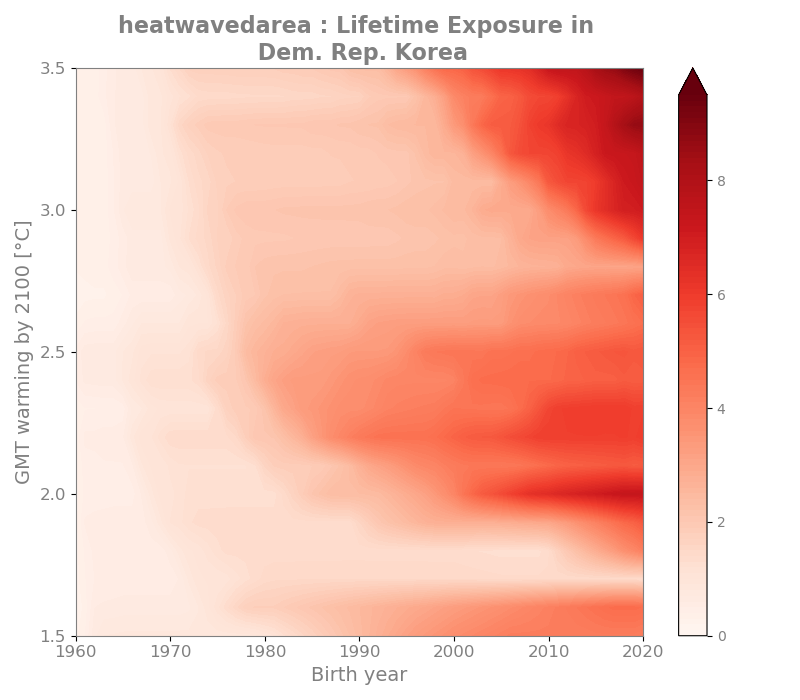 heatwavedarea : Lifetime Exposure in
Dem. Rep. Korea
GMT warming by 2100 [°C]
3.5
3.0
2.5
2.0
1.5
1960 1970 1980 1990 2000 2010 2020
Birth year
8
6
4
2
0